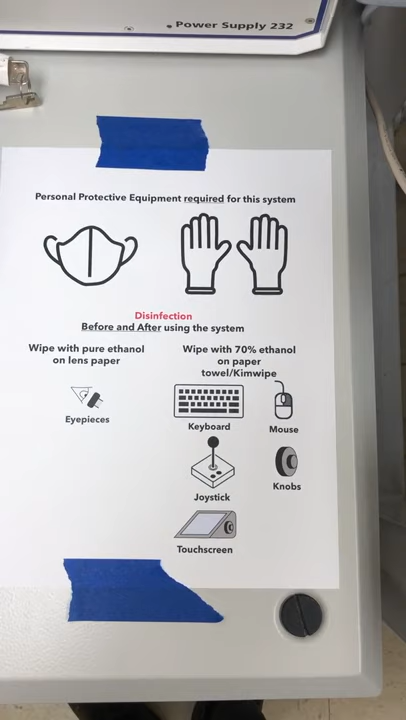 Power Supply 232
Personal Protective Equipment required for this system
Disinfection
Before and After using the system
Wipe with pure ethanol
on lens paper
Eyepieces
Wipe with 70% ethanol
on paper
towel/Kimwipe
Keyboard
Mouse
Joystick
Knobs
Touchscreen